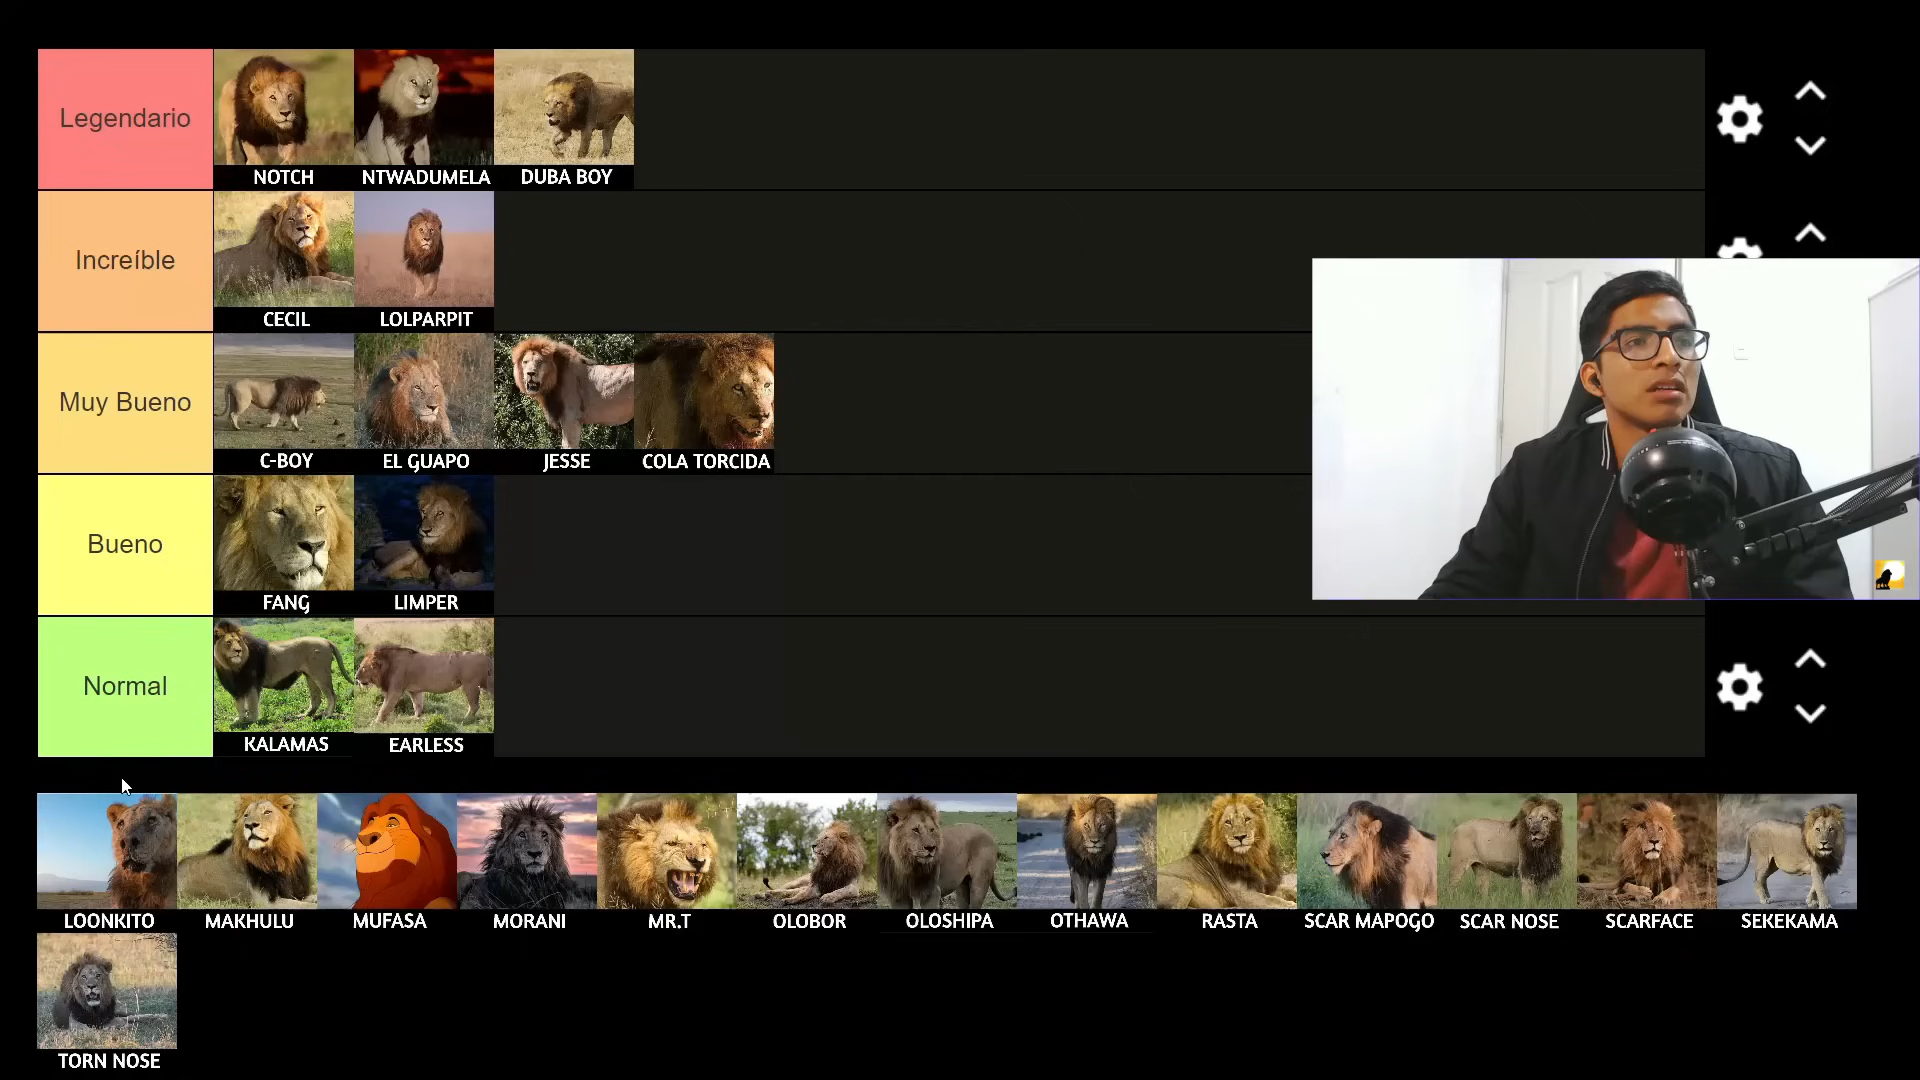 Legendario
NOTCH
NTWADUMELA
DUBA BOY
Increíble
CECIL
LOLPARPIT
Muy Bueno
C-BOY
EL GUAPO
JESSE
COLA TORCIDA
Bueno
FANG
LIMPER
Normal
KALAMAS
EARLESS
LOONKITO
MAKHULU
MUFASA
MORANI
MR.T
OLOBOR
OLOSHIPA
OTHAWA
RASTA
SCAR MAPOGO
SCAR NOSE
SCARFACE
SEKEKAMA
TORN NOSE